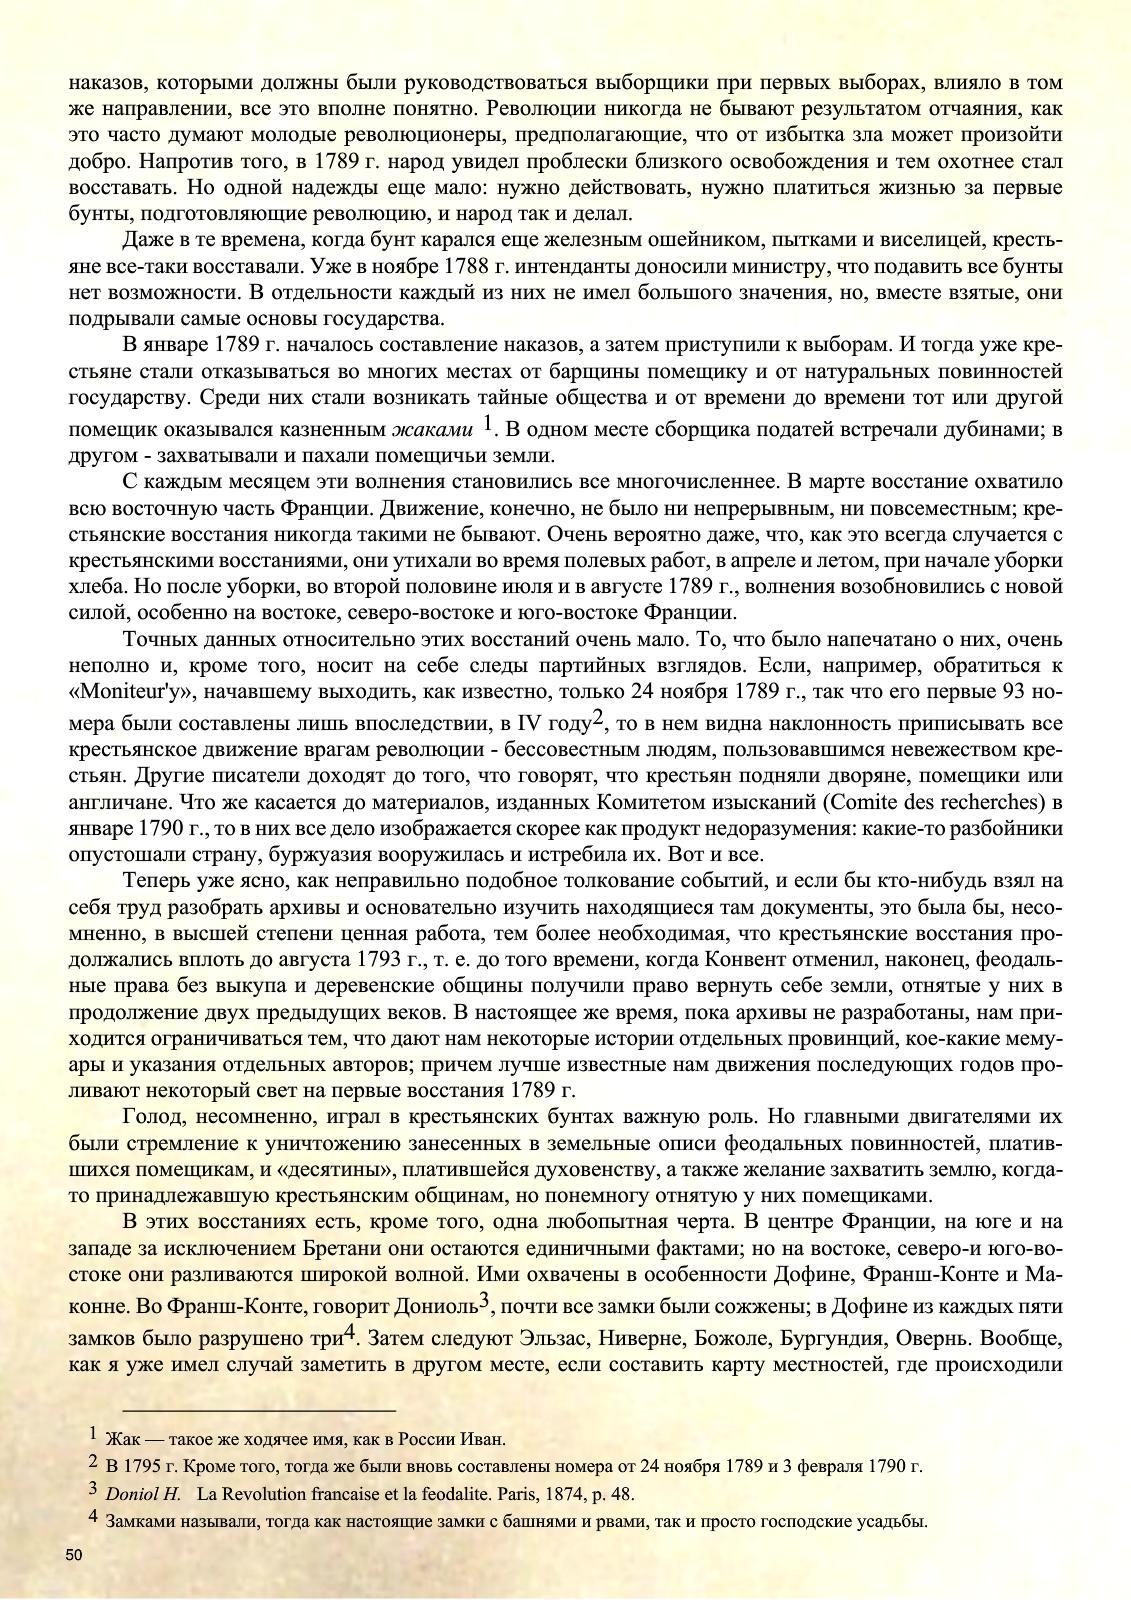 наказов, которыми должны были руководствоваться выборщики при первых выборах, влияло в том
же направлении, все это вполне понятно. Революции никогда не бывают результатом отчаяния, как
это часто думают молодые революционеры, предполагающие, что от избытка зла может произойти
добро. Напротив того, в 1789 г. народ увидел проблески близкого освобождения и тем охотнее стал
восставать. Но одной надежды еще мало: нужно действовать, нужно платиться жизнью за первые
бунты, подготовляющие революцию, и народ так и делал.
Даже в те времена, когда бунт карался еще железным ошейником, пытками и виселицей, кресть-
яне все-таки восставали. Уже в ноябре 1788 г. интенданты доносили министру, что подавить все бунты
нет возможности. В отдельности каждый из них не имел большого значения, но, вместе взятые, они
подрывали самые основы государства.
В январе 1789 г. началось составление наказов, а затем приступили к выборам. И тогда уже кре-
стьяне стали отказываться во многих местах от барщины помещику и от натуральных повинностей
государству. Среди них стали возникать тайные общества и от времени до времени тот или другой
помещик оказывался казненным жаками 1. В одном месте сборщика податей встречали дубинами; в
другом - захватывали и пахали помещичьи земли.
С каждым месяцем эти волнения становились все многочисленнее. В марте восстание охватило
всю восточную часть Франции. Движение, конечно, не было ни непрерывным, ни повсеместным; кре-
стьянские восстания никогда такими не бывают. Очень вероятно даже, что, как это всегда случается с
крестьянскими восстаниями, они утихали во время полевых работ, в апреле и летом, при начале уборки
хлеба. Но после уборки, во второй половине июля и в августе 1789 г., волнения возобновились с новой
силой, особенно на востоке, северо-востоке и юго-востоке Франции.
Точных данных относительно этих восстаний очень мало. То, что было напечатано о них, очень
неполно и, кроме того, носит на себе следы партийных взглядов. Если, например, обратиться к
«Moniteur'у», начавшему выходить, как известно, только 24 ноября 1789 г., так что его первые 93 но-
мера были составлены лишь впоследствии, в IV году2, то в нем видна наклонность приписывать все
крестьянское движение врагам революции - бессовестным людям, пользовавшимся невежеством кре-
стьян. Другие писатели доходят до того, что говорят, что крестьян подняли дворяне, помещики или
англичане. Что же касается до материалов, изданных Комитетом изысканий (Comite des recherches) в
январе 1790 г., то в них все дело изображается скорее как продукт недоразумения: какие-то разбойники
опустошали страну, буржуазия вооружилась и истребила их. Вот и все.
Теперь уже ясно, как неправильно подобное толкование событий, и если бы кто-нибудь взял на
себя труд разобрать архивы и основательно изучить находящиеся там документы, это была бы, несо-
мненно, в высшей степени ценная работа, тем более необходимая, что крестьянские восстания про-
должались вплоть до августа 1793 г., т. е. до того времени, когда Конвент отменил, наконец, феодаль-
ные права без выкупа и деревенские общины получили право вернуть себе земли, отнятые у них в
продолжение двух предыдущих веков. В настоящее же время, пока архивы не разработаны, нам при-
ходится ограничиваться тем, что дают нам некоторые истории отдельных провинций, кое-какие мему-
ары и указания отдельных авторов; причем лучше известные нам движения последующих годов про-
ливают некоторый свет на первые восстания 1789 г.
Голод, несомненно, играл в крестьянских бунтах важную роль. Но главными двигателями их
были стремление к уничтожению занесенных в земельные описи феодальных повинностей, платив-
шихся помещикам, и «десятины», платившейся духовенству, а также желание захватить землю, когда-
то принадлежавшую крестьянским общинам, но понемногу отнятую у них помещиками.
В этих восстаниях есть, кроме того, одна любопытная черта. В центре Франции, на юге и на
западе за исключением Бретани они остаются единичными фактами; но на востоке, северо-и юго-во-
стоке они разливаются широкой волной. Ими охвачены в особенности Дофине, Франш-Конте и Ма-
конне. Во Франш-Конте, говорит Дониоль3, почти все замки были сожжены; в Дофине из каждых пяти
замков было разрушено три4. Затем следуют Эльзас, Ниверне, Божоле, Бургундия, Овернь. Вообще,
как я уже имел случай заметить в другом месте, если составить карту местностей, где происходили
1 Жак — такое же ходячее имя, как в России Иван.
2 В 1795 г. Кроме того, тогда же были вновь составлены номера от 24 ноября 1789 и 3 февраля 1790 г.
3 Doniol H. La Revolution francaise et la feodalite. Paris, 1874, p. 48.
4 Замками называли, тогда как настоящие замки с башнями и рвами, так и просто господские усадьбы.
50